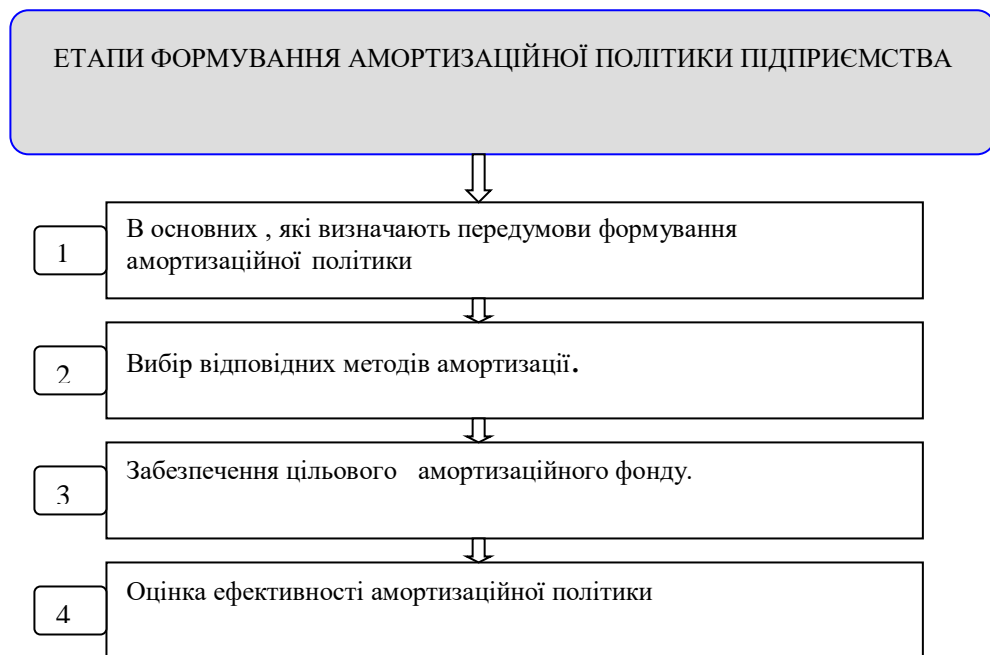 ЕТАПИ ФОРМУВАННЯ АМОРТИЗАЦІЙНОЇ ПОЛІТИКИ ПІДПРИЄМСТВА
1
В основних , які визначають передумови формування
амортизаційної політики
2
Вибір відповідних методів амортизації.
3
Забезпечення цільового амортизаційного фонду.
4
Оцінка ефективності амортизаційної політики